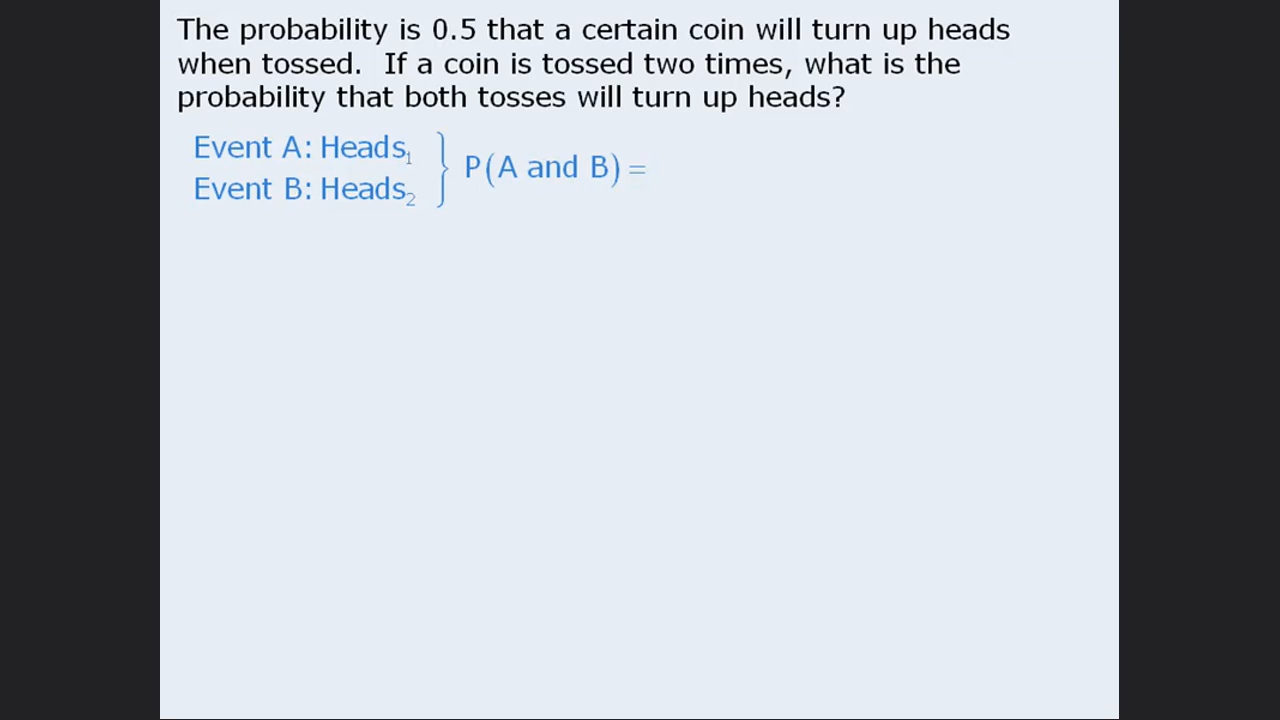 The probability is 0.5 that a certain coin will turn up heads
when tossed.  If a coin is tossed two times, what is the
probability that both tosses will turn up heads?
Event A: Heads₁
Event B: Heads₂
P(A and B) =